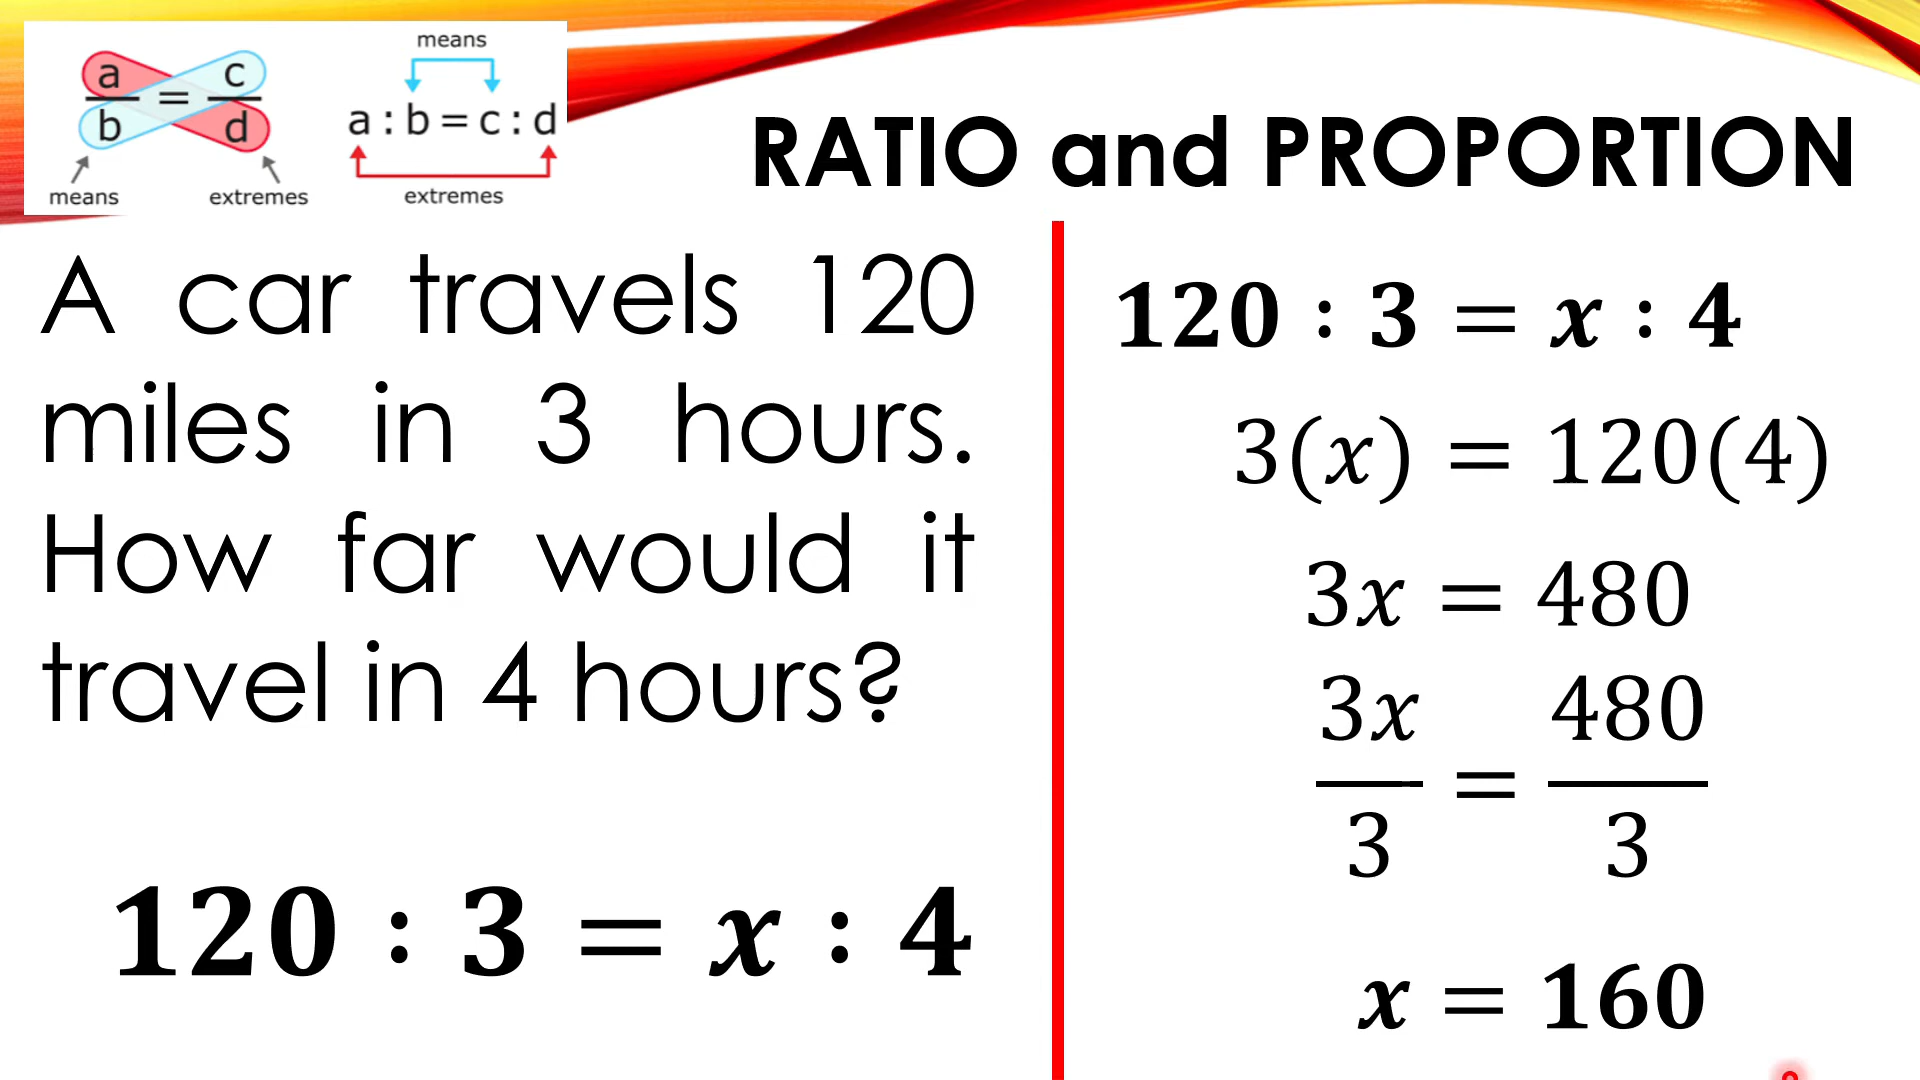 means
a/b = c/d
a : b = c : d
means
extremes
extremes
RATIO and PROPORTION
A car travels 120
miles in 3 hours.
How far would it
travel in 4 hours?
120 : 3 = x : 4
120 : 3 = x : 4
3(x) = 120(4)
3x = 480
3x/3 = 480/3
x = 160